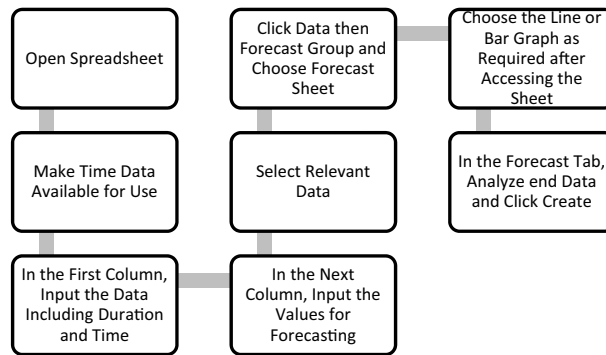 Open Spreadsheet
Make Time Data
Available for Use
In the First Column,
Input the Data
Including Duration
and Time
In the Next
Column, Input the
Values for
Forecasting
Select Relevant
Data
Click Data then
Forecast Group and
Choose Forecast
Sheet
Choose the Line or
Bar Graph as
Required after
Accessing the
Sheet
In the Forecast Tab,
Analyze end Data
and Click Create